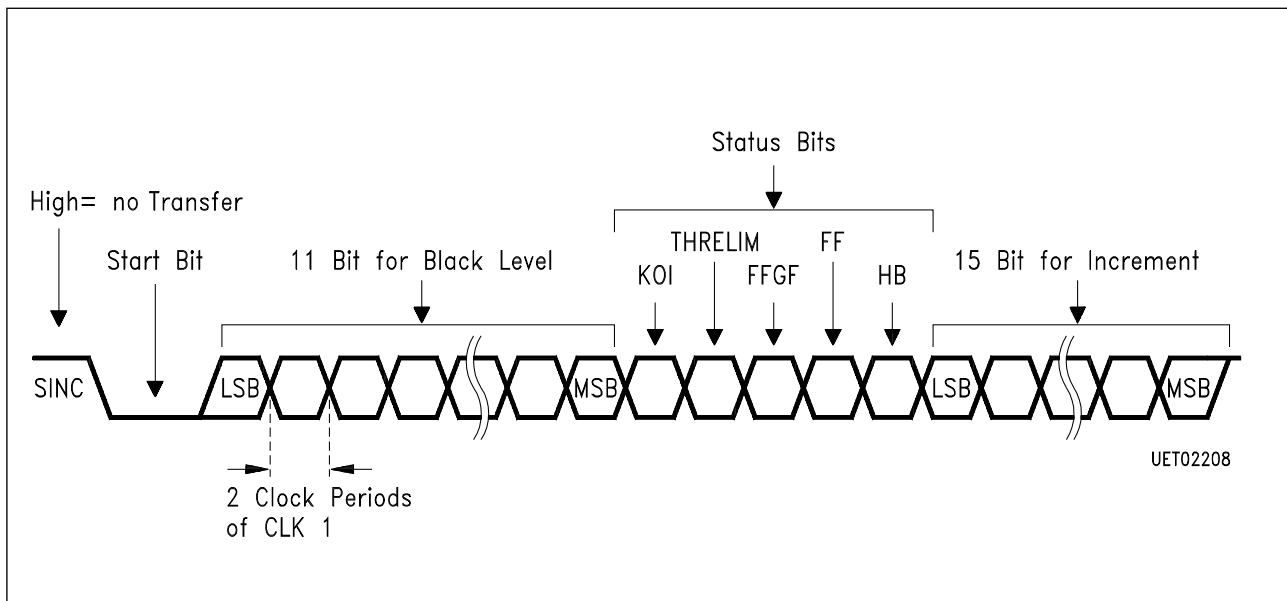 Status Bits
High= no Transfer
THRELIM
FF
Start Bit
11 Bit for Black Level
15 Bit for Increment
KOI
FFGF
HB
SINC
LSB
MSB
LSB
MSB
UET02208
2 Clock Periods
of CLK 1